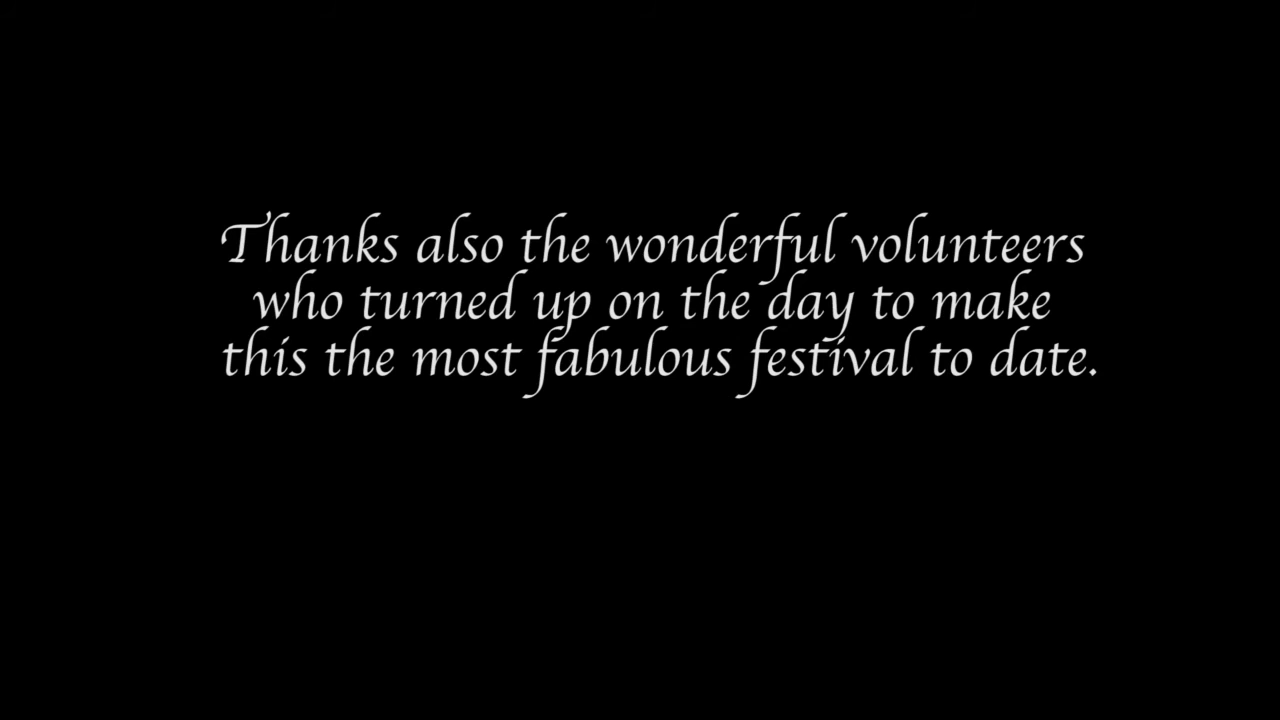 Thanks also the wonderful volunteers
who turned up on the day to make
this the most fabulous festival to date.